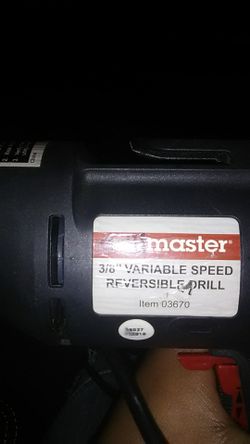 master
3/8" VARIABLE SPEED
REVERSIBLE DRILL
Item 03670